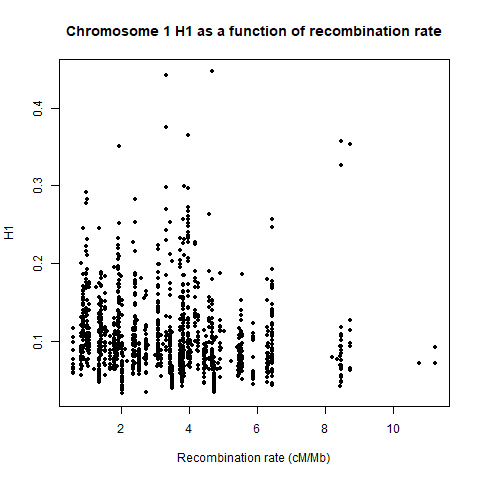 Chromosome 1 H1 as a function of recombination rate
H1
0.4
0.3
0.2
0.1
2 4 6 8 10
Recombination rate (cM/Mb)